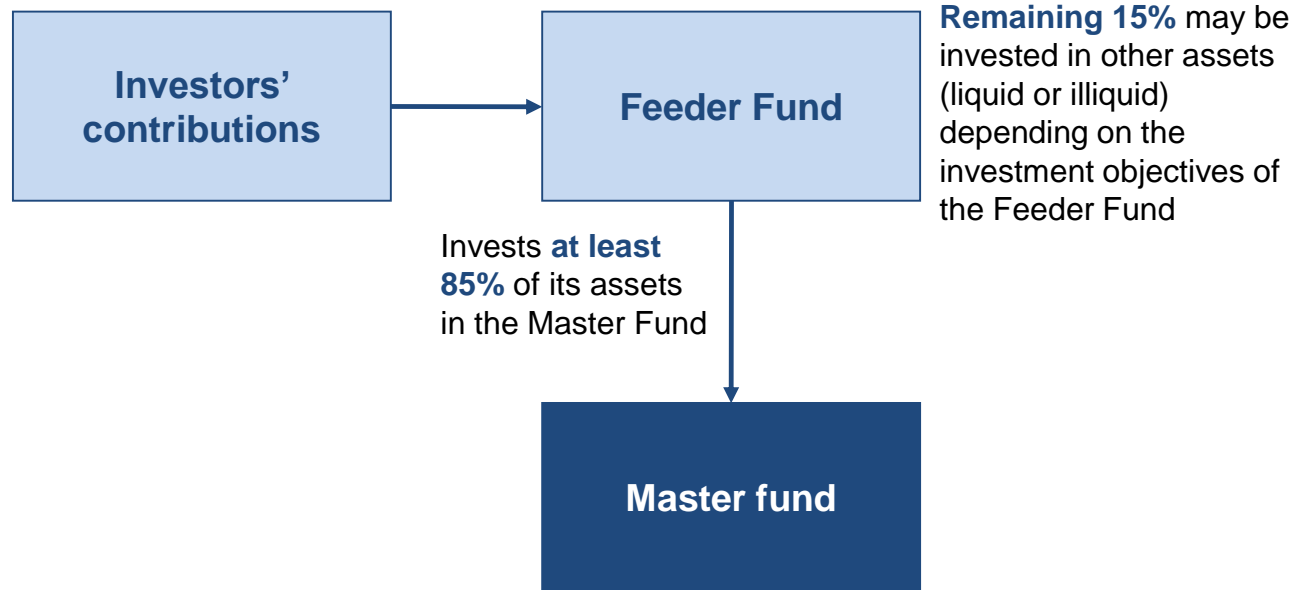 Investors’
contributions
Feeder Fund
Remaining 15% may be
invested in other assets
(liquid or illiquid)
depending on the
investment objectives of
the Feeder Fund
Invests at least
85% of its assets
in the Master Fund
Master fund